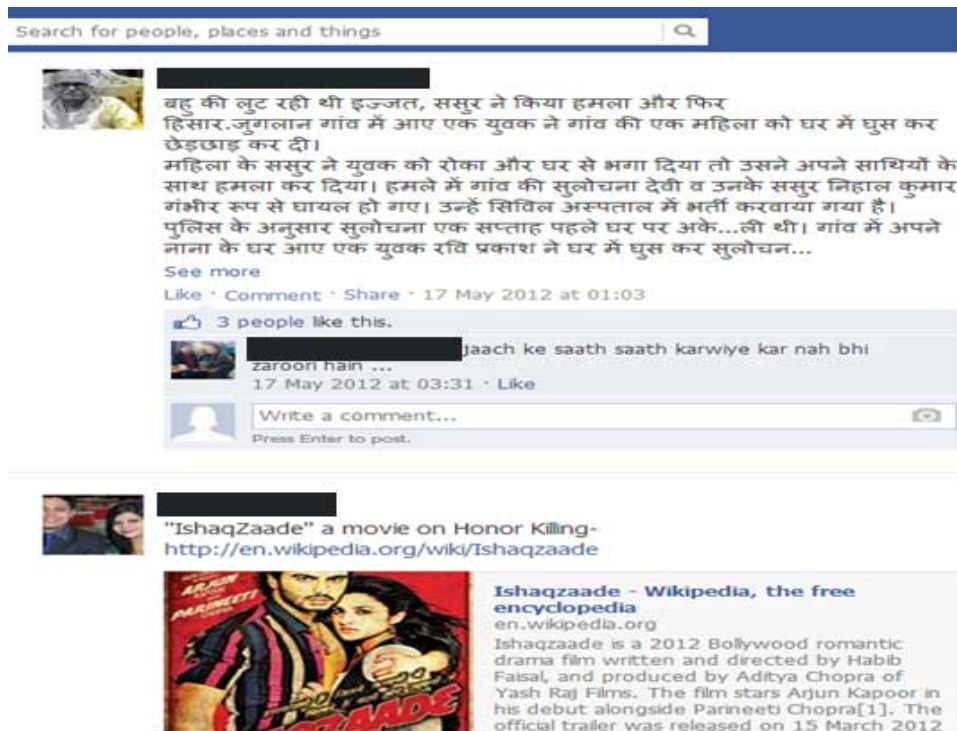 Search for people, places and things
बहु की लुट रही थी इज्जत, ससुर ने किया हमला और फिर
हिसार.जुगलान गांव में आए एक युवक ने गांव की एक महिला को घर में घुस कर
छेड़छाड़ कर दी।
महिला के ससुर ने युवक को रोका और घर से भगा दिया तो उसने अपने साथियों के
साथ हमला कर दिया। हमले में गांव की सुलोचना देवी व उनके ससुर निहाल कुमार
गंभीर रूप से घायल हो गए। उन्हें सिविल अस्पताल में भर्ती करवाया गया है।
पुलिस के अनुसार सुलोचना एक सप्ताह पहले घर पर अके...ली थी। गांव में अपने
नाना के घर आए एक युवक रवि प्रकाश ने घर में घुस कर सुलोचन...
See more
Like · Comment · Share · 17 May 2012 at 01:03
3 people like this.
jaach ke saath saath karwiye kar nah bhi
zaroori hain ...
17 May 2012 at 03:31 · Like
Write a comment...
Press Enter to post.
"IshaqZaade" a movie on Honor Killing-
http://en.wikipedia.org/wiki/Ishaqzaade
ARJUN
PARINEETI
Ishaqzaade - Wikipedia, the free
encyclopedia
en.wikipedia.org
Ishaqzaade is a 2012 Bollywood romantic
drama film written and directed by Habib
Faisal, and produced by Aditya Chopra of
Yash Raj Films. The film stars Arjun Kapoor in
his debut alongside Parineeti Chopra[1]. The
official trailer was released on 15 March 2012